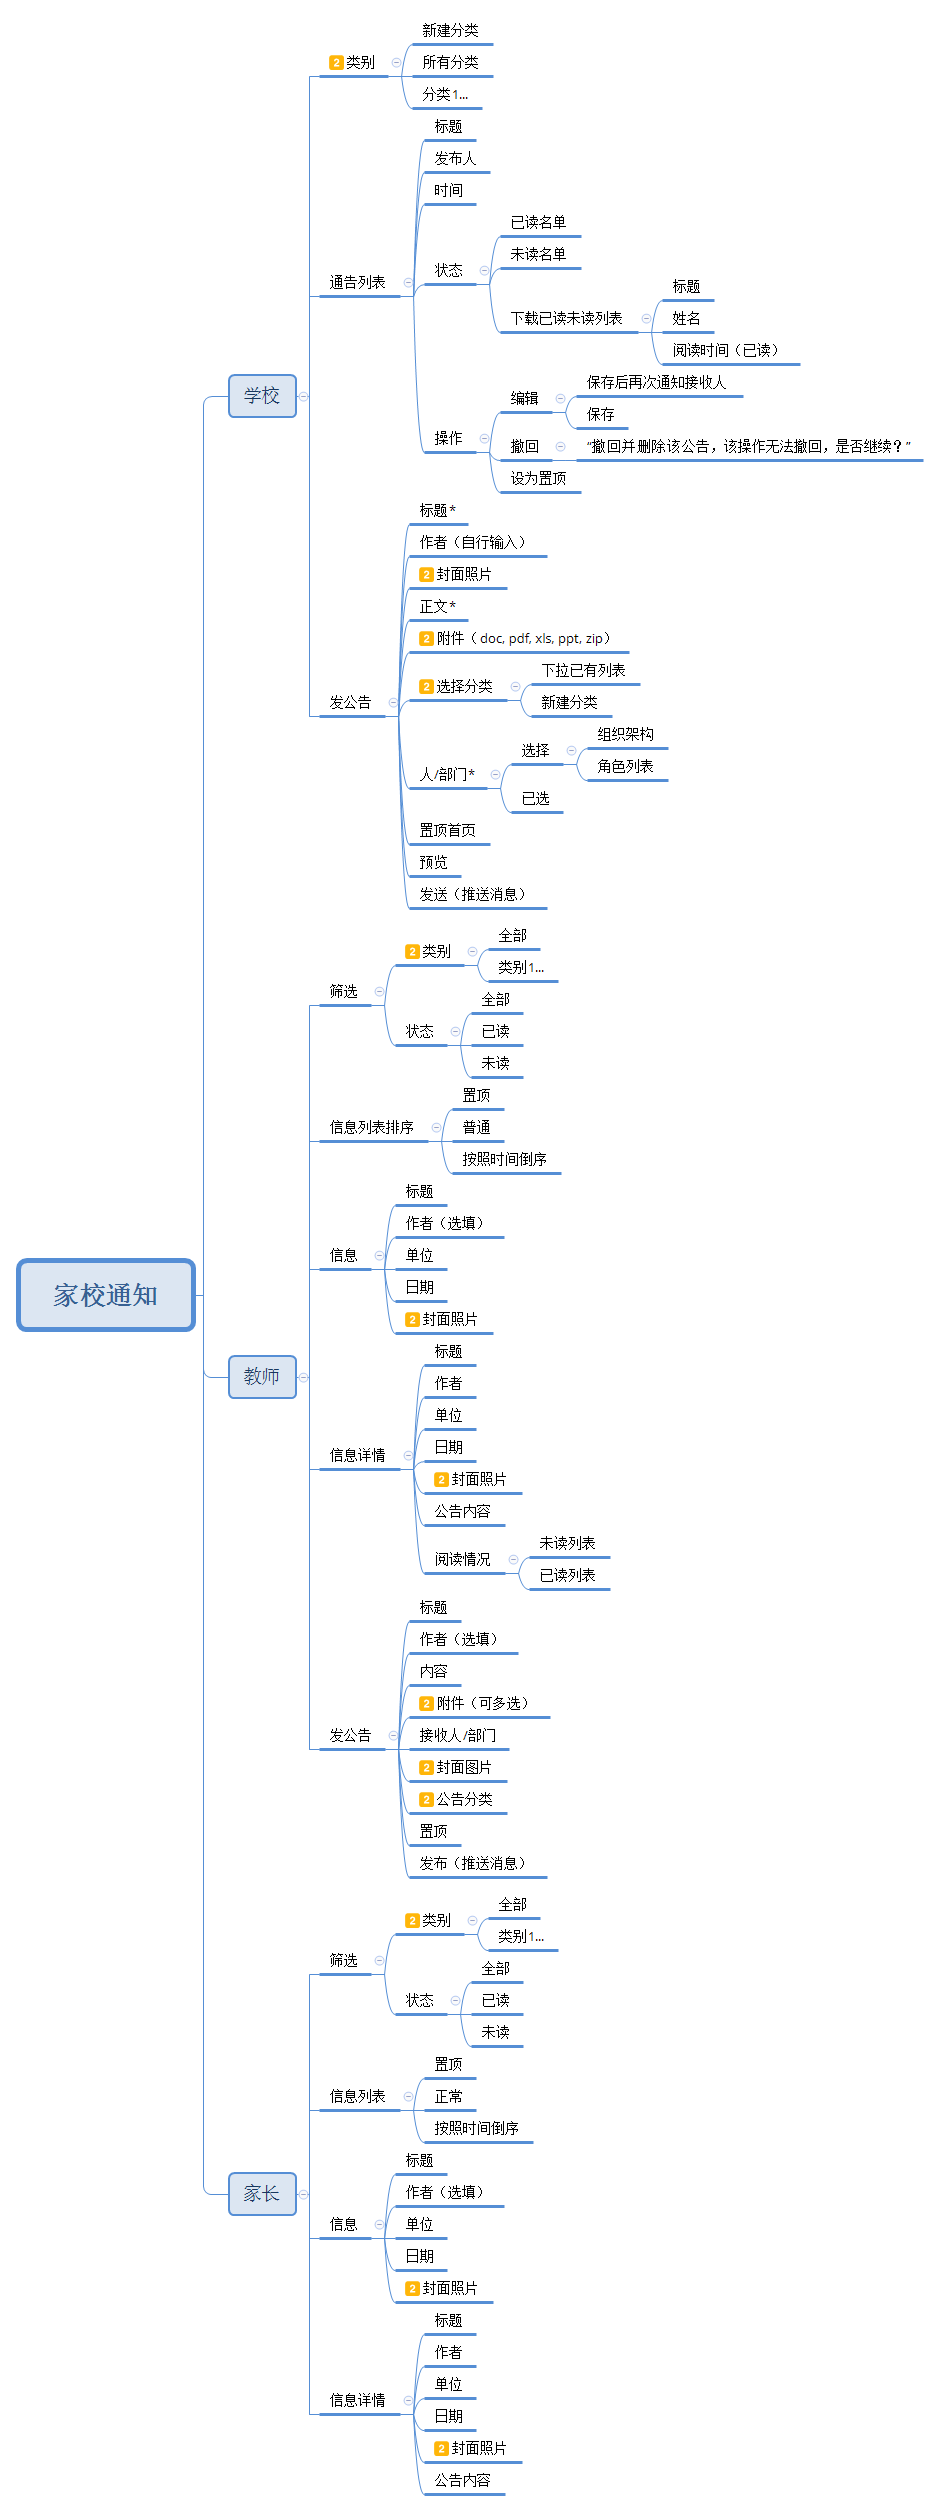 家校通知
学校
2 类别
新建分类
所有分类
分类1...
通告列表
标题
发布人
时间
状态
已读名单
未读名单
下载已读未读列表
标题
姓名
阅读时间（已读）
操作
编辑
保存后再次通知接收人
保存
撤回
“撤回并删除该公告，该操作无法撤回，是否继续？”
设为置顶
发公告
标题*
作者（自行输入）
2 封面照片
正文*
2 附件（doc, pdf, xls, ppt, zip）
2 选择分类
下拉已有列表
新建分类
人/部门*
选择
组织架构
角色列表
已选
置顶首页
预览
发送（推送消息）
教师
筛选
2 类别
全部
类别1...
状态
全部
已读
未读
信息列表排序
置顶
普通
按照时间倒序
信息
标题
作者（选填）
单位
日期
2 封面照片
信息详情
标题
作者
单位
日期
2 封面照片
公告内容
阅读情况
未读列表
已读列表
发公告
标题
作者（选填）
内容
2 附件（可多选）
接收人/部门
2 封面图片
2 公告分类
置顶
发布（推送消息）
家长
筛选
2 类别
全部
类别1...
状态
全部
已读
未读
信息列表
置顶
正常
按照时间倒序
信息
标题
作者（选填）
单位
日期
2 封面照片
信息详情
标题
作者
单位
日期
2 封面照片
公告内容